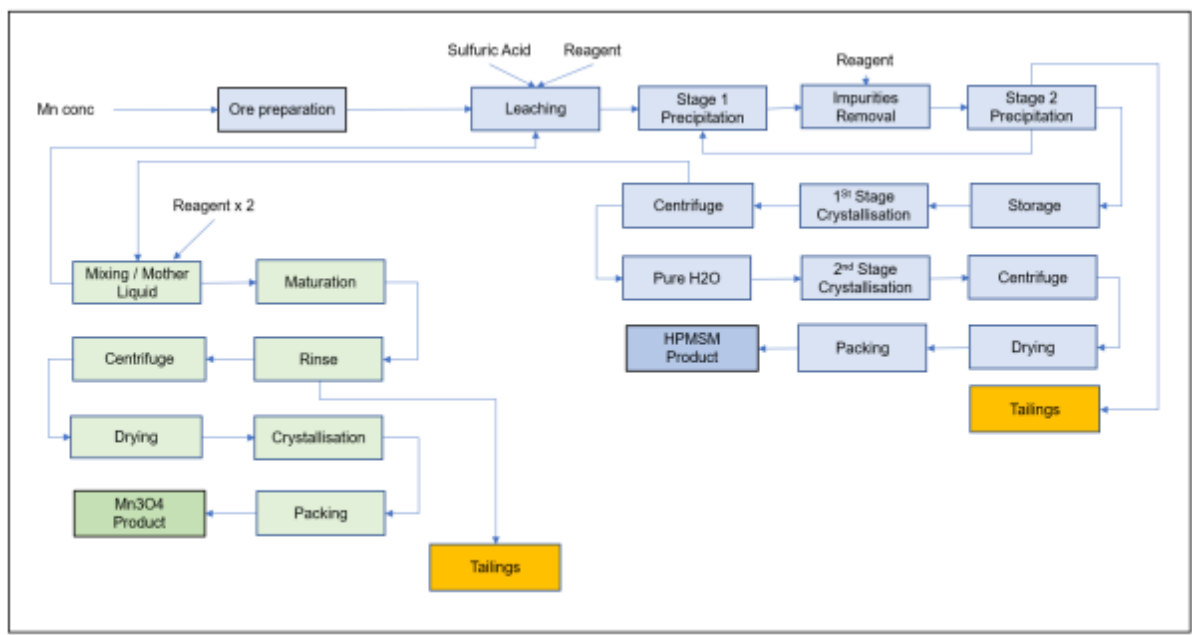 Sulfuric Acid
Reagent
Reagent
Mn conc
Ore preparation
Leaching
Stage 1
Precipitation
Impurities
Removal
Stage 2
Precipitation
Reagent x 2
Centrifuge
1St Stage
Crystallisation
Storage
Mixing / Mother
Liquid
Maturation
Pure H2O
2nd Stage
Crystallisation
Centrifuge
Centrifuge
Rinse
HPMSM
Product
Packing
Drying
Tailings
Drying
Crystallisation
Mn3O4
Product
Packing
Tailings